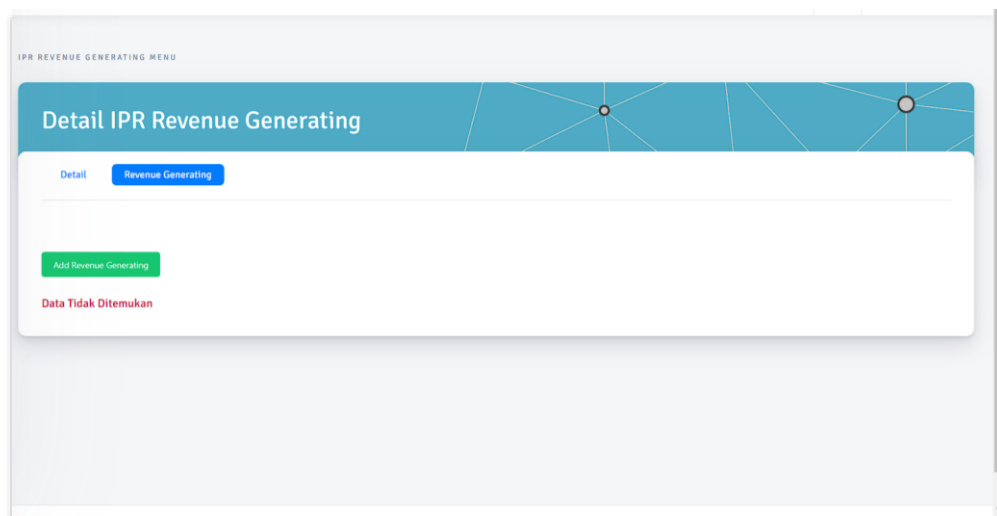 IPR REVENUE GENERATING MENU
Detail IPR Revenue Generating
Detail Revenue Generating
Add Revenue Generating
Data Tidak Ditemukan